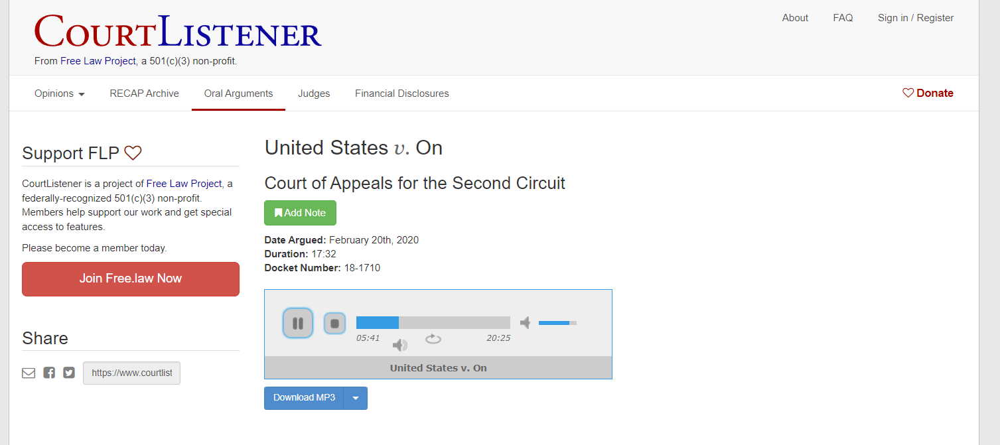 COURTLISTENER
About FAQ Sign in / Register
From Free Law Project, a 501(c)(3) non-profit.
Opinions RECAP Archive Oral Arguments Judges Financial Disclosures Donate
Support FLP
CourtListener is a project of Free Law Project, a
federally-recognized 501(c)(3) non-profit.
Members help support our work and get special
access to features.
Please become a member today.
Join Free.law Now
Share
https://www.courtlist
United States v. On
Court of Appeals for the Second Circuit
Add Note
Date Argued: February 20th, 2020
Duration: 17:32
Docket Number: 18-1710
05:41 20:25
United States v. On
Download MP3